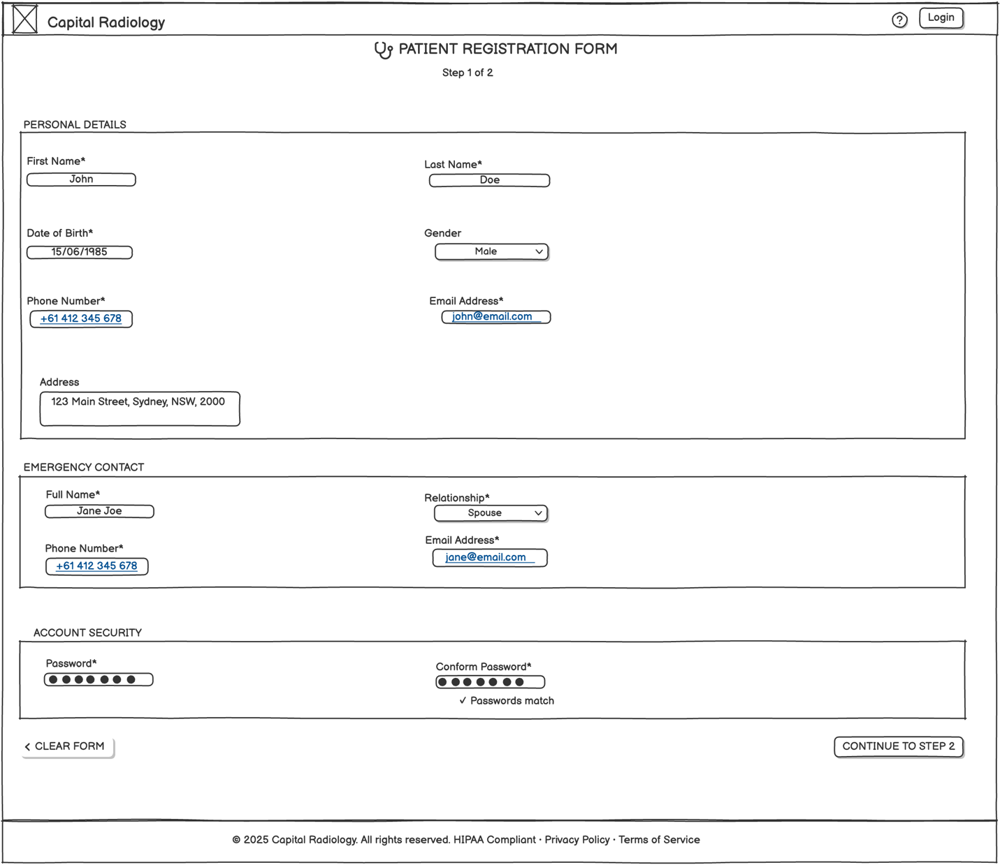 Capital Radiology
? Login
PATIENT REGISTRATION FORM
Step 1 of 2
PERSONAL DETAILS
First Name* Last Name*
John Doe
Date of Birth* Gender
15/06/1985 Male
Phone Number* Email Address*
+61 412 345 678 john@email.com
Address
123 Main Street, Sydney, NSW, 2000
EMERGENCY CONTACT
Full Name* Relationship*
Jane Joe Spouse
Phone Number* Email Address*
+61 412 345 678 jane@email.com
ACCOUNT SECURITY
Password* Conform Password*
✓ Passwords match
< CLEAR FORM CONTINUE TO STEP 2
© 2025 Capital Radiology. All rights reserved. HIPAA Compliant · Privacy Policy · Terms of Service